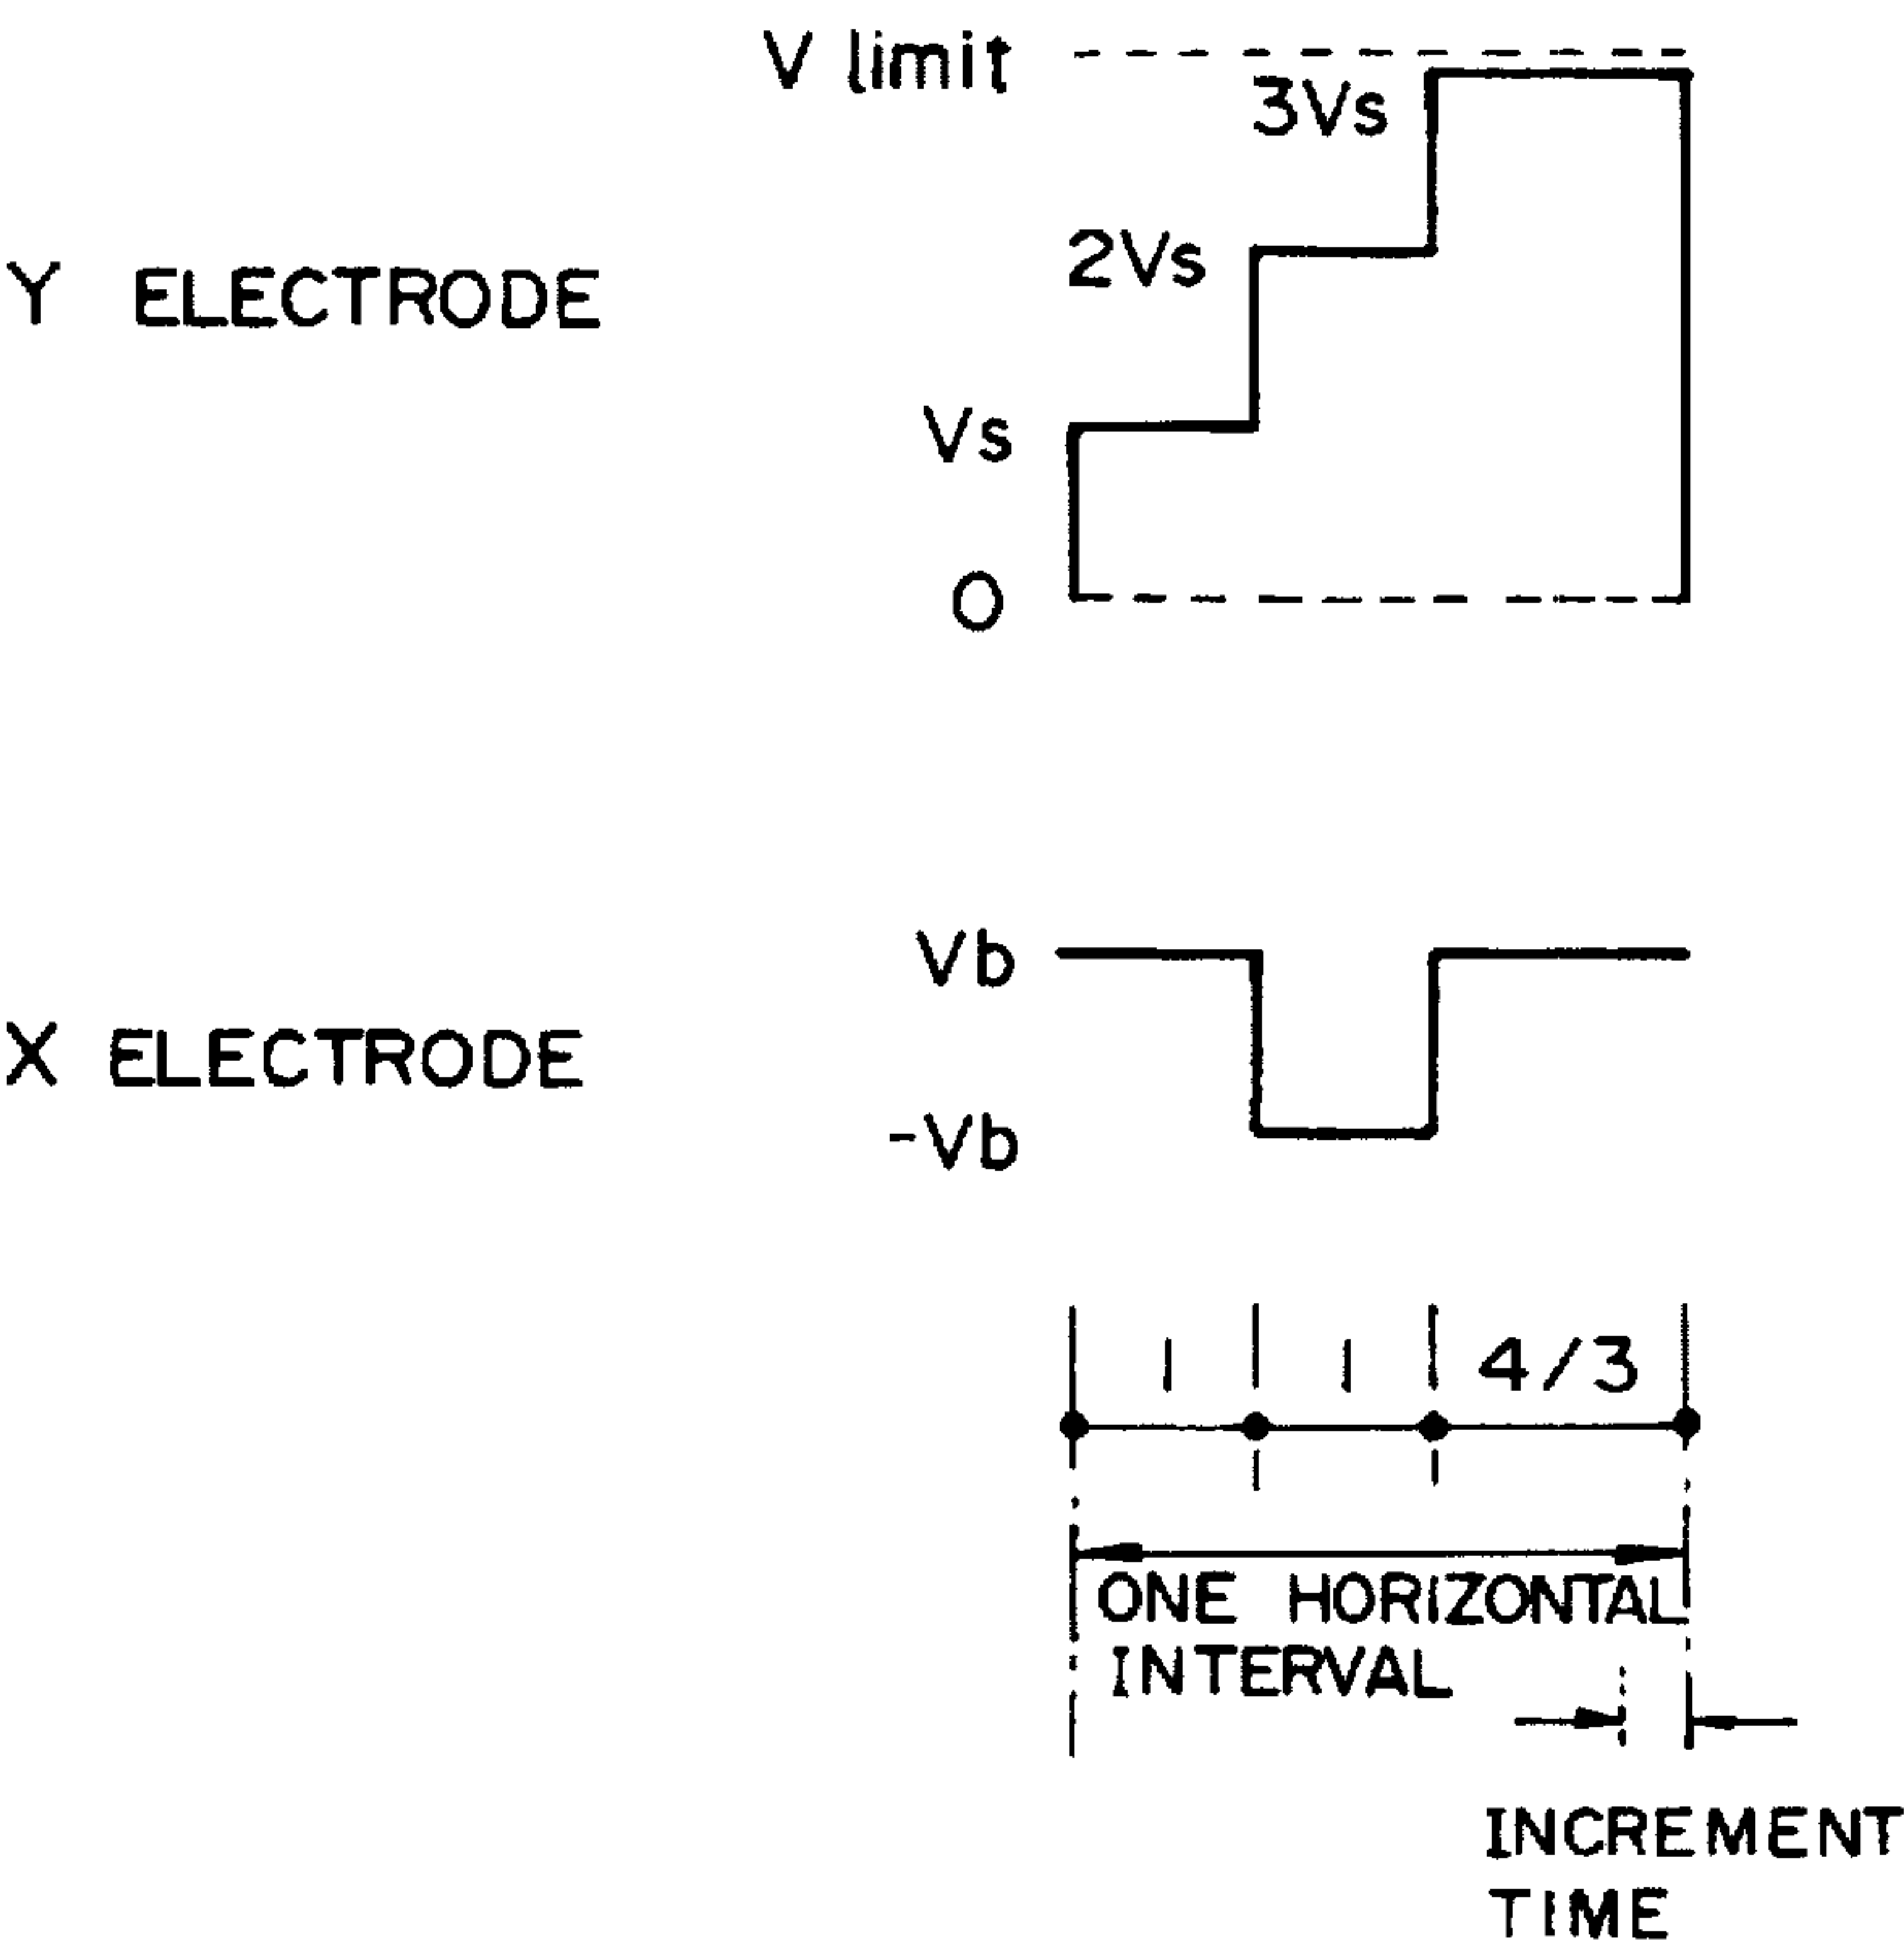 V limit
3Vs
2Vs
Y ELECTRODE
Vs
O
Vb
X ELECTRODE
-Vb
1 1 4/3
ONE HORIZONTAL
INTERVAL
INCREMENT
TIME